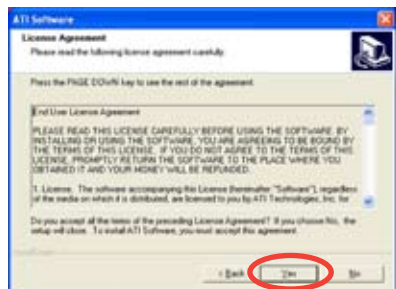 ATI Software
License Agreement
Please read the following license agreement carefully.
Press the PAGE DOWN key to see the rest of the agreement.
End User License Agreement
PLEASE READ THIS LICENSE CAREFULLY BEFORE USING THE SOFTWARE. BY
INSTALLING OR USING THE SOFTWARE, YOU ARE AGREEING TO BE BOUND BY
THE TERMS OF THIS LICENSE. IF YOU DO NOT AGREE TO THE TERMS OF THIS
LICENSE, PROMPTLY RETURN THE SOFTWARE TO THE PLACE WHERE YOU
OBTAINED IT AND YOUR MONEY WILL BE REFUNDED.
1. License. The software accompanying this License (hereinafter "Software"), regardless
of the media on which it is distributed, are licensed to you by ATI Technologies, Inc. for
Do you accept all the terms of the preceding License Agreement? If you choose No, the
setup will close. To install ATI Software, you must accept this agreement.
< Back Yes No